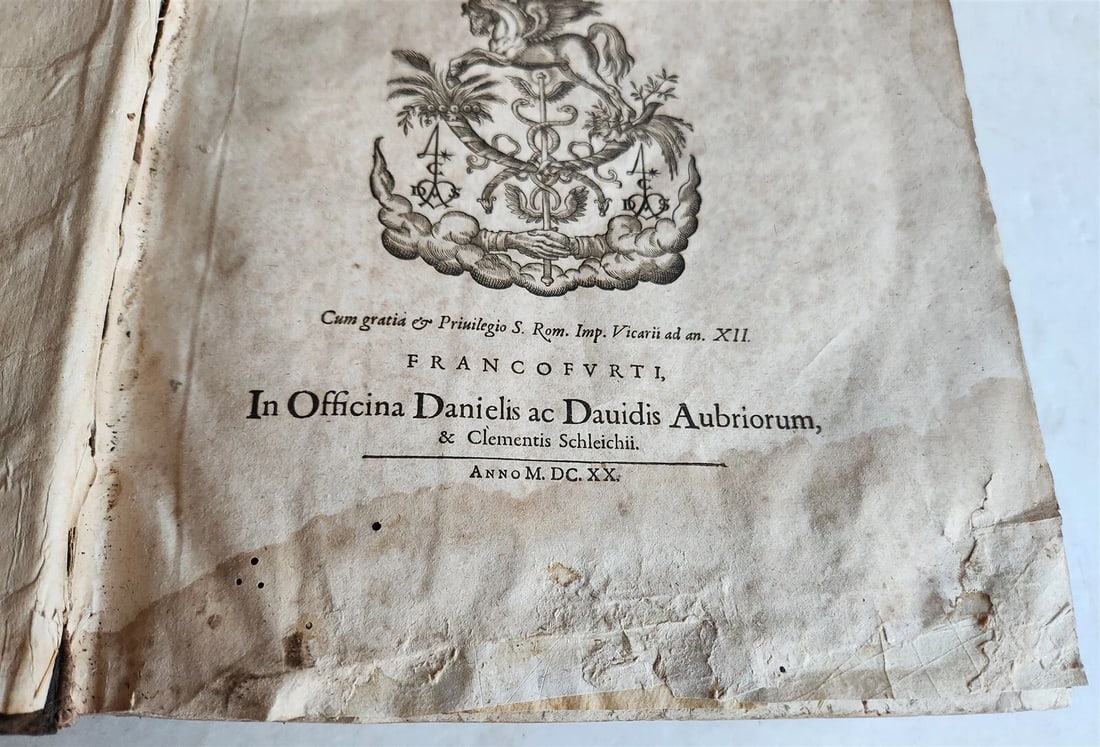 Cum gratia & Priuilegio S. Rom. Imp. Vicarii ad an. XII.
FRANCOFVRTI,
In Officina Danielis ac Dauidis Aubriorum,
& Clementis Schleichii.
ANNO M. DC. XX.